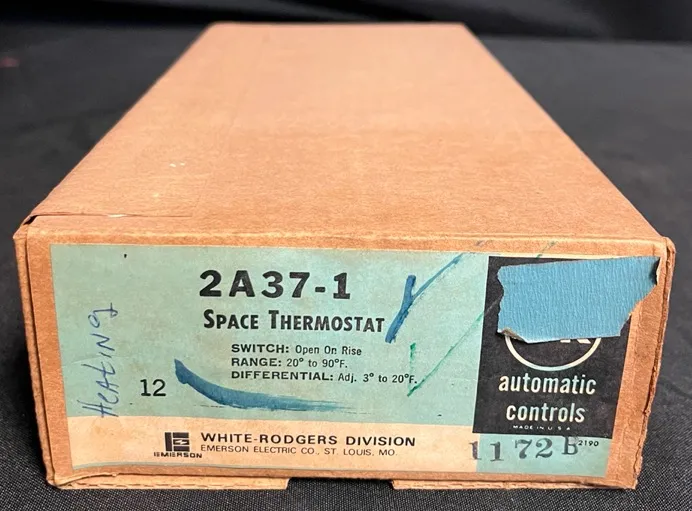 2A37-1
SPACE THERMOSTAT
SWITCH: Open On Rise
RANGE: 20° to 90°F.
DIFFERENTIAL: Adj. 3° to 20°F.
12
HEATING
EMERSON
WHITE-RODGERS DIVISION
EMERSON ELECTRIC CO., ST. LOUIS, MO.
automatic
controls
MADE IN U.S.A.
1172B
2190